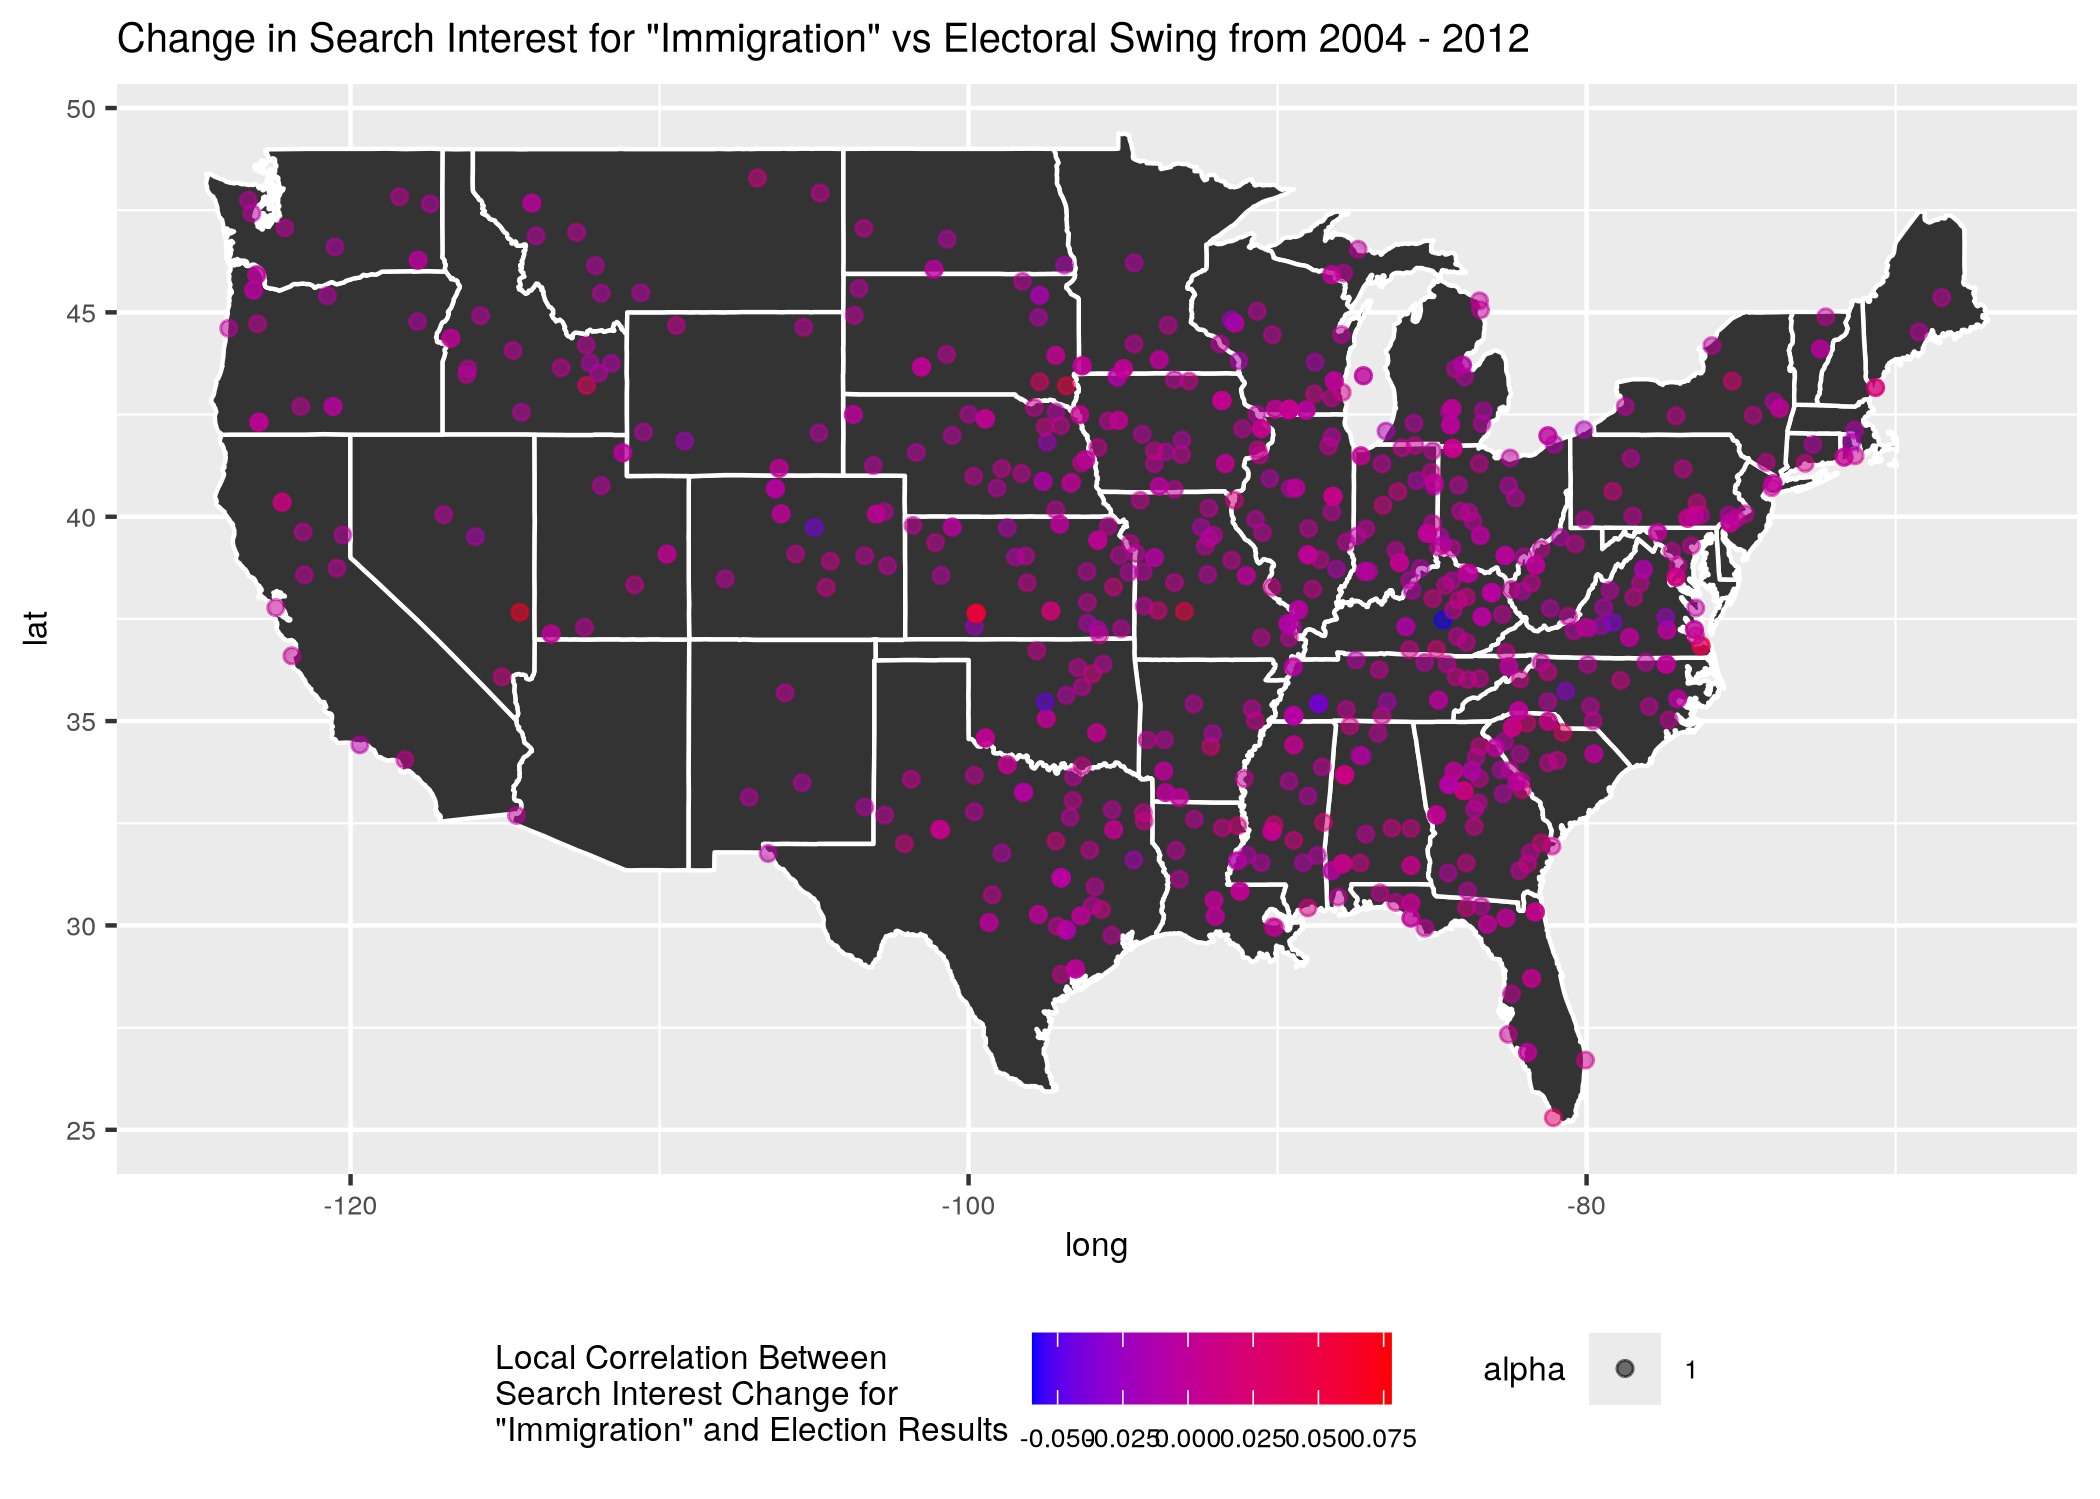 Change in Search Interest for "Immigration" vs Electoral Swing from 2004 - 2012
50
45
40
35
30
25
lat
-120
-100
-80
long
Local Correlation Between
Search Interest Change for
"Immigration" and Election Results
-0.050 -0.025 0.000 0.025 0.050 0.075
alpha
1